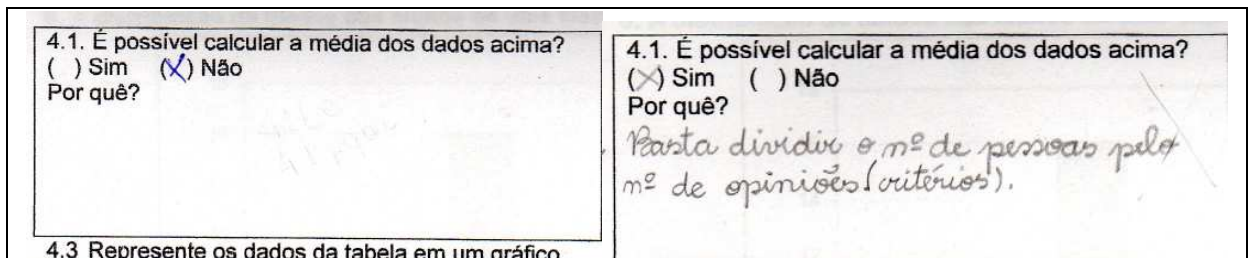 4.1. É possível calcular a média dos dados acima?
( ) Sim (X) Não
Por quê?
4.3 Represente os dados da tabela em um gráfico
4.1. É possível calcular a média dos dados acima?
(X) Sim ( ) Não
Por quê?
Basta dividir o nº de pessoas pelo
nº de opiniões (critérios).